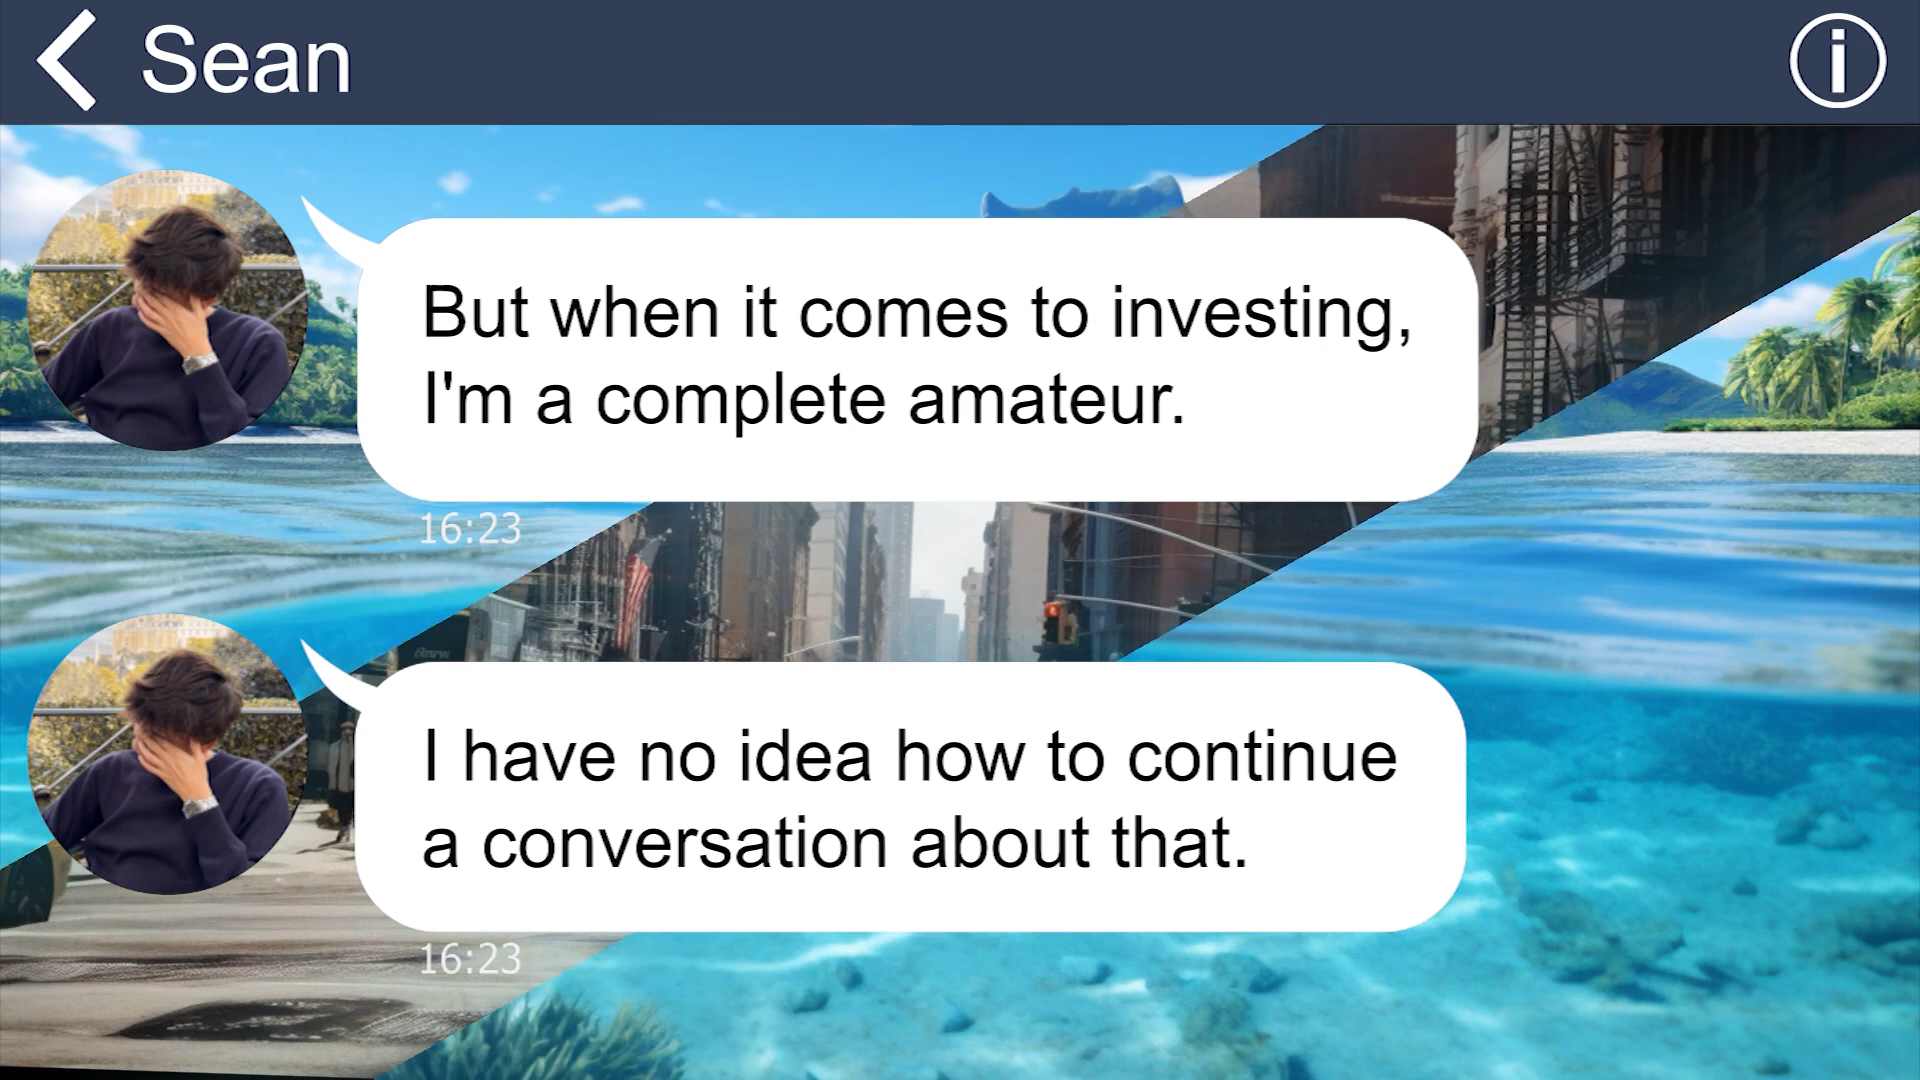 Sean
But when it comes to investing,
I'm a complete amateur.
16:23
I have no idea how to continue
a conversation about that.
16:23